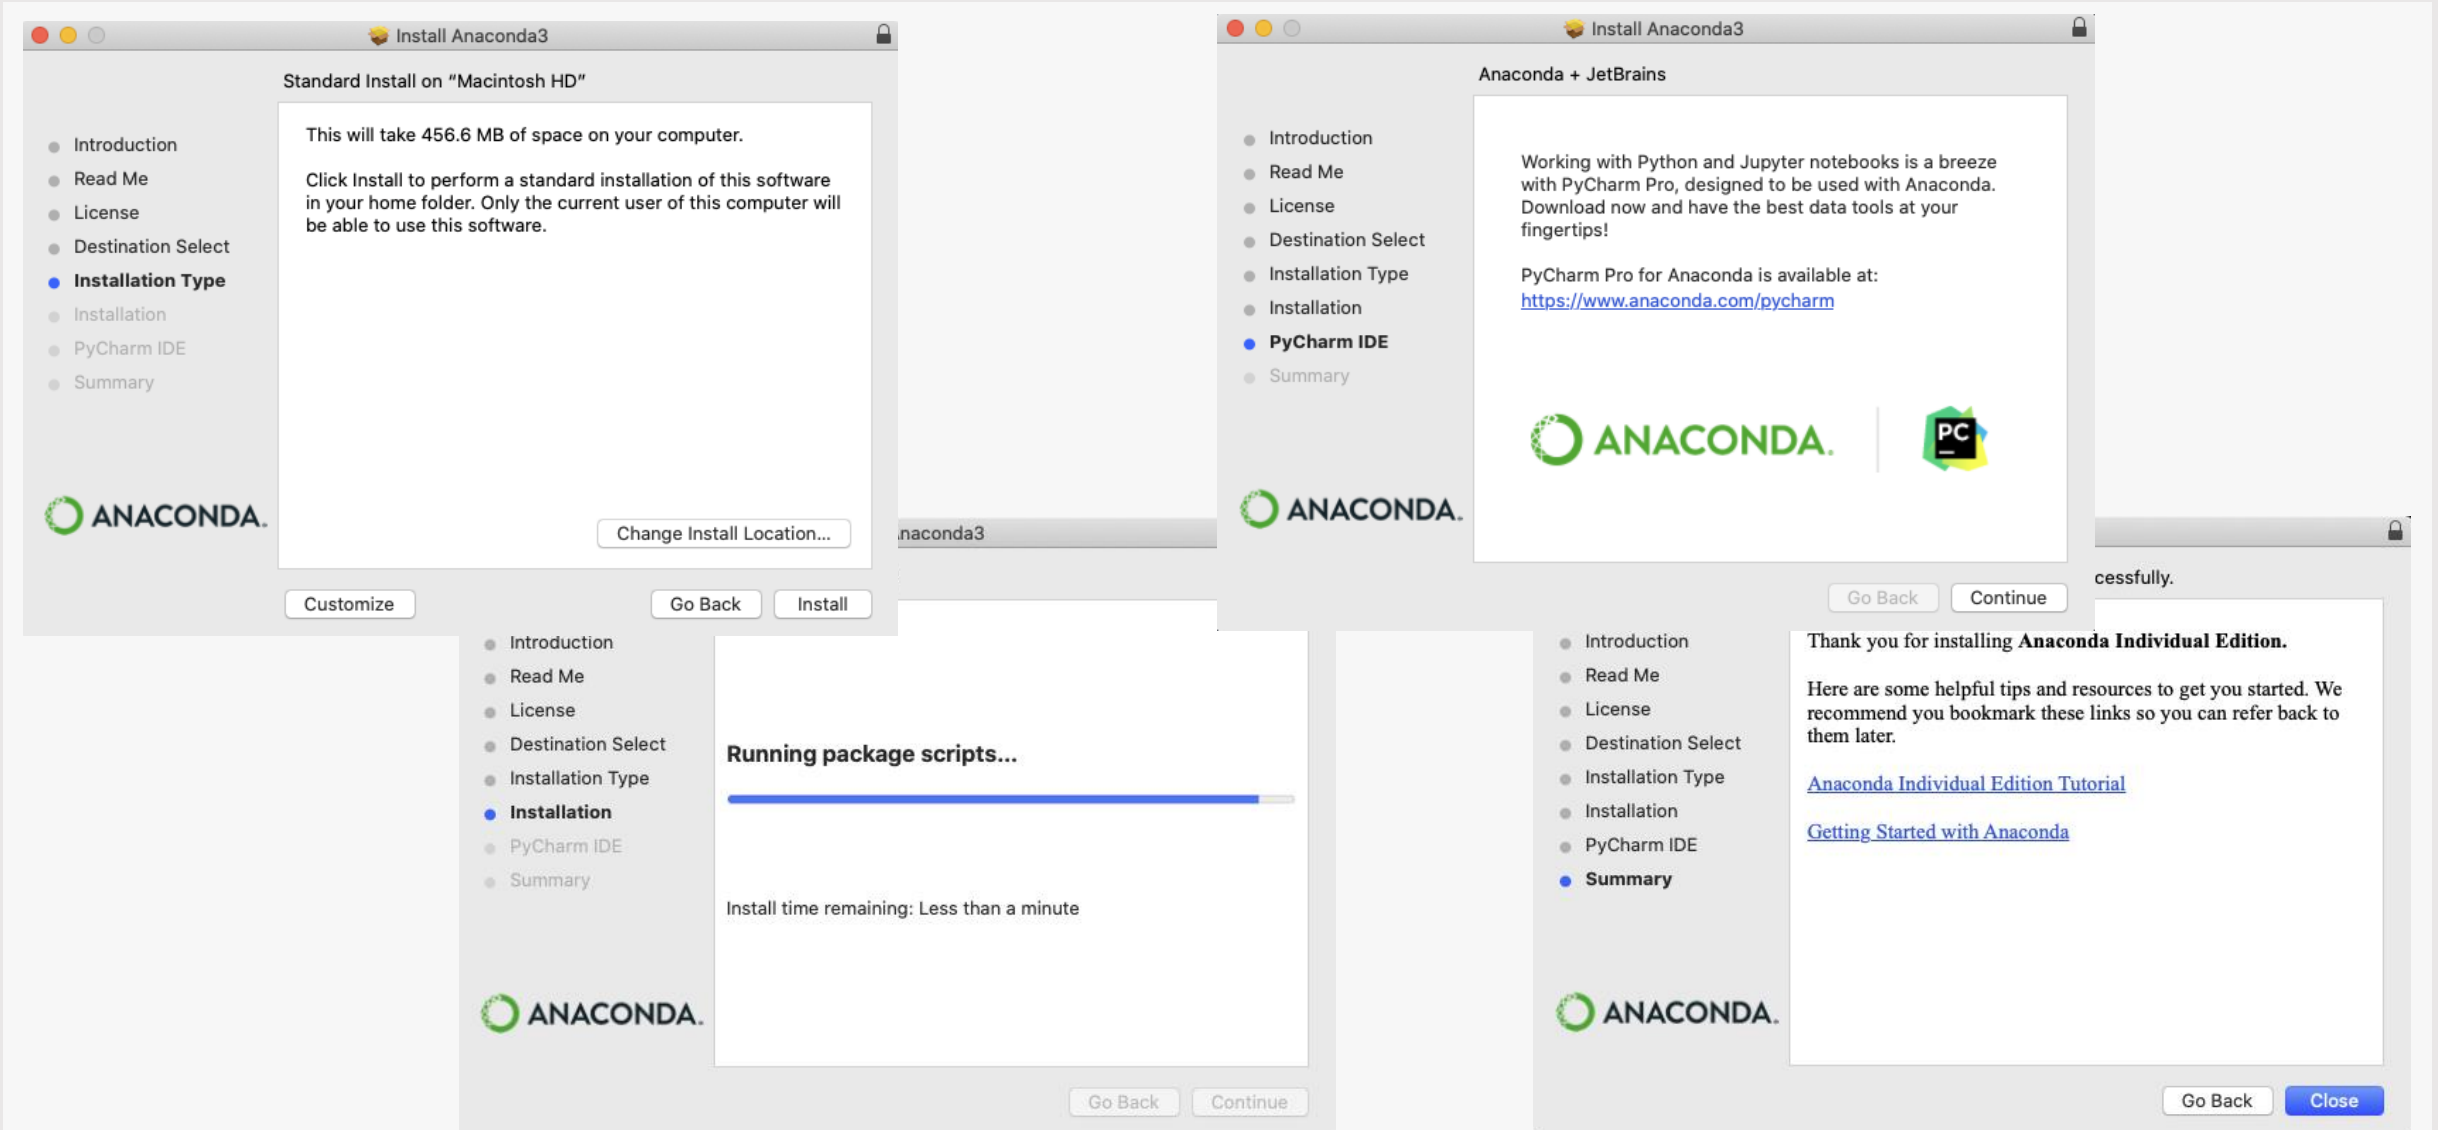 Install Anaconda3
Standard Install on “Macintosh HD”
Introduction
Read Me
License
Destination Select
Installation Type
Installation
PyCharm IDE
Summary
This will take 456.6 MB of space on your computer.
Click Install to perform a standard installation of this software
in your home folder. Only the current user of this computer will
be able to use this software.
ANACONDA.
Change Install Location...
Customize
Go Back
Install
Install Anaconda3
Anaconda + JetBrains
Introduction
Read Me
License
Destination Select
Installation Type
Installation
PyCharm IDE
Summary
Working with Python and Jupyter notebooks is a breeze
with PyCharm Pro, designed to be used with Anaconda.
Download now and have the best data tools at your
fingertips!
PyCharm Pro for Anaconda is available at:
https://www.anaconda.com/pycharm
ANACONDA.
PC
ANACONDA.
Go Back
Continue
naconda3
Introduction
Read Me
License
Destination Select
Installation Type
Installation
PyCharm IDE
Summary
Running package scripts...
Install time remaining: Less than a minute
ANACONDA.
Go Back
Continue
cessfully.
Introduction
Read Me
License
Destination Select
Installation Type
Installation
PyCharm IDE
Summary
Thank you for installing Anaconda Individual Edition.
Here are some helpful tips and resources to get you started. We
recommend you bookmark these links so you can refer back to
them later.
Anaconda Individual Edition Tutorial
Getting Started with Anaconda
ANACONDA.
Go Back
Close